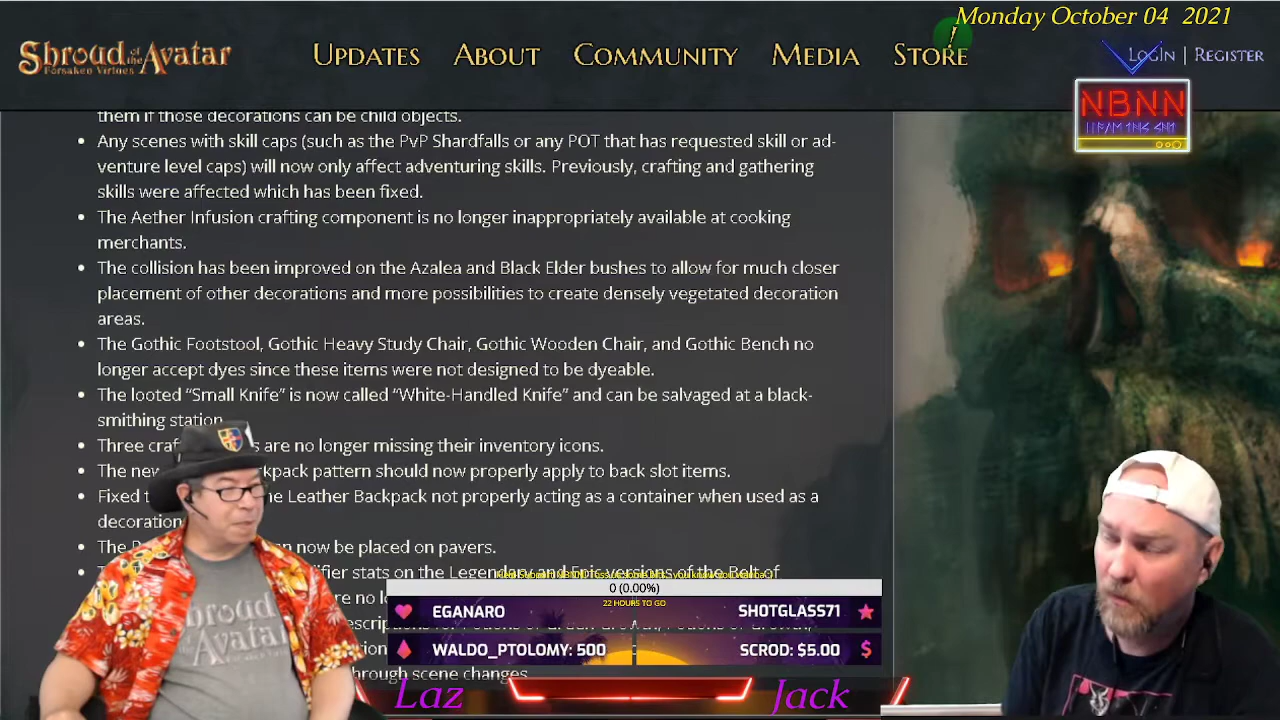 Monday October 04 2021
Shroud of the Avatar
Forsaken Virtues
Updates About Community Media Store
!
Login | Register
NBNN
them if those decorations can be child objects.
Any scenes with skill caps (such as the PvP Shardfalls or any POT that has requested skill or ad-
venture level caps) will now only affect adventuring skills. Previously, crafting and gathering
skills were affected which has been fixed.
The Aether Infusion crafting component is no longer inappropriately available at cooking
merchants.
The collision has been improved on the Azalea and Black Elder bushes to allow for much closer
placement of other decorations and more possibilities to create densely vegetated decoration
areas.
The Gothic Footstool, Gothic Heavy Study Chair, Gothic Wooden Chair, and Gothic Bench no
longer accept dyes since these items were not designed to be dyeable.
The looted “Small Knife” is now called “White-Handled Knife” and can be salvaged at a black-
smithing station
Three are no longer missing their inventory icons.
The new pattern should now properly apply to back slot items.
Fixed Leather Backpack not properly acting as a container when used as a
decoration
The now be placed on pavers.
stats on the Legendary and Epic versions of the Belt of
are no
0 (0.00%)
22 HOURS TO GO
EGANARO
SHOTGLASS71
WALDO_PTOLOMY: 500
SCROD: $5.00
$
through scene changes
Shroud
of the
Avatar
Laz
Jack